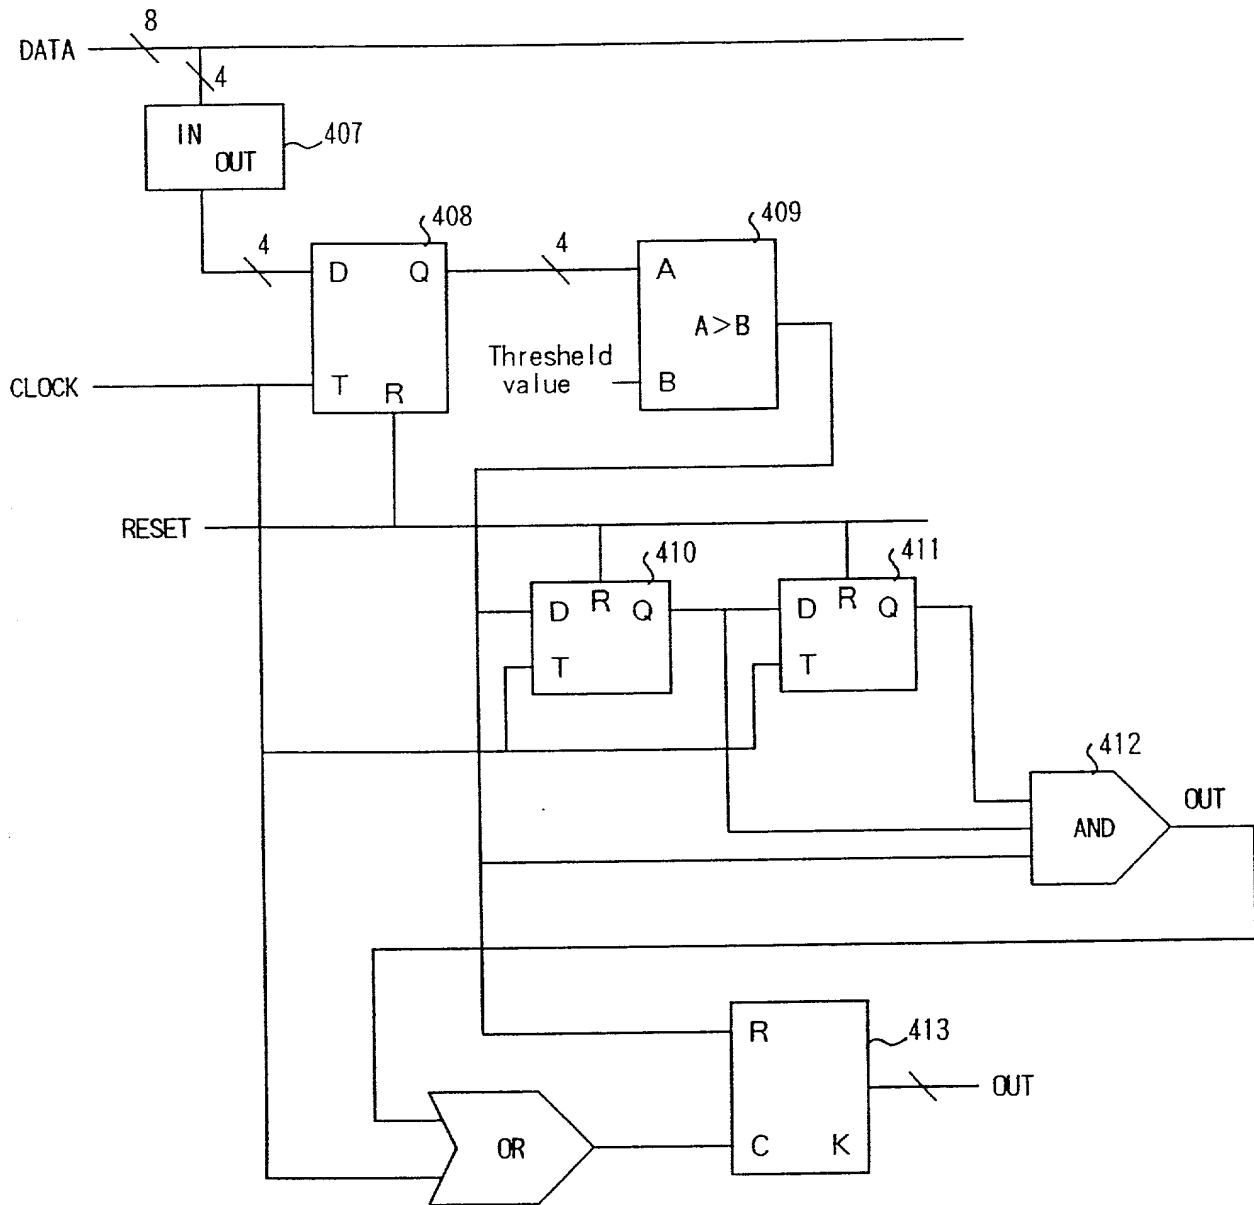 8
DATA
4
IN
OUT
407
408
409
4
4
D
Q
A
A>B
Thresheld
value
B
CLOCK
T
R
RESET
410
411
D
R
Q
D
R
Q
T
T
412
OUT
AND
R
413
OUT
OR
C
K